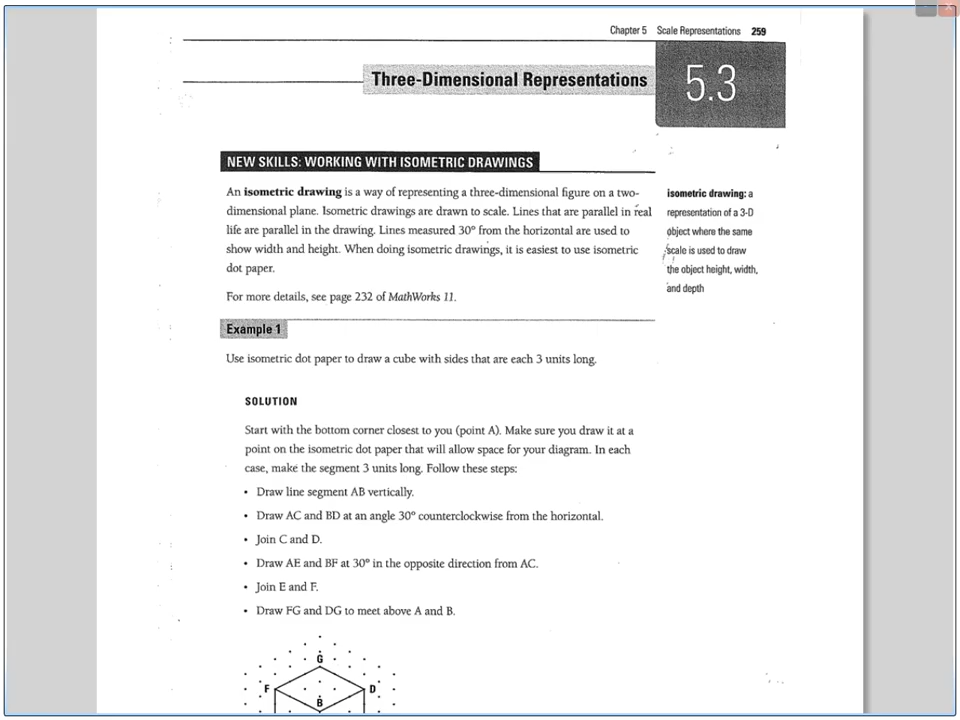 Chapter 5 Scale Representations 259
Three-Dimensional Representations
5.3
NEW SKILLS: WORKING WITH ISOMETRIC DRAWINGS
An isometric drawing is a way of representing a three-dimensional figure on a two-
dimensional plane. Isometric drawings are drawn to scale. Lines that are parallel in real
life are parallel in the drawing. Lines measured 30° from the horizontal are used to
show width and height. When doing isometric drawings, it is easiest to use isometric
dot paper.
For more details, see page 232 of MathWorks 11.
isometric drawing: a
representation of a 3-D
object where the same
scale is used to draw
the object height, width,
and depth
Example 1
Use isometric dot paper to draw a cube with sides that are each 3 units long.
SOLUTION
Start with the bottom corner closest to you (point A). Make sure you draw it at a
point on the isometric dot paper that will allow space for your diagram. In each
case, make the segment 3 units long. Follow these steps:
• Draw line segment AB vertically.
• Draw AC and BD at an angle 30° counterclockwise from the horizontal.
• Join C and D.
• Draw AE and BF at 30° in the opposite direction from AC.
• Join E and F.
• Draw FG and DG to meet above A and B.
G
F
D
B